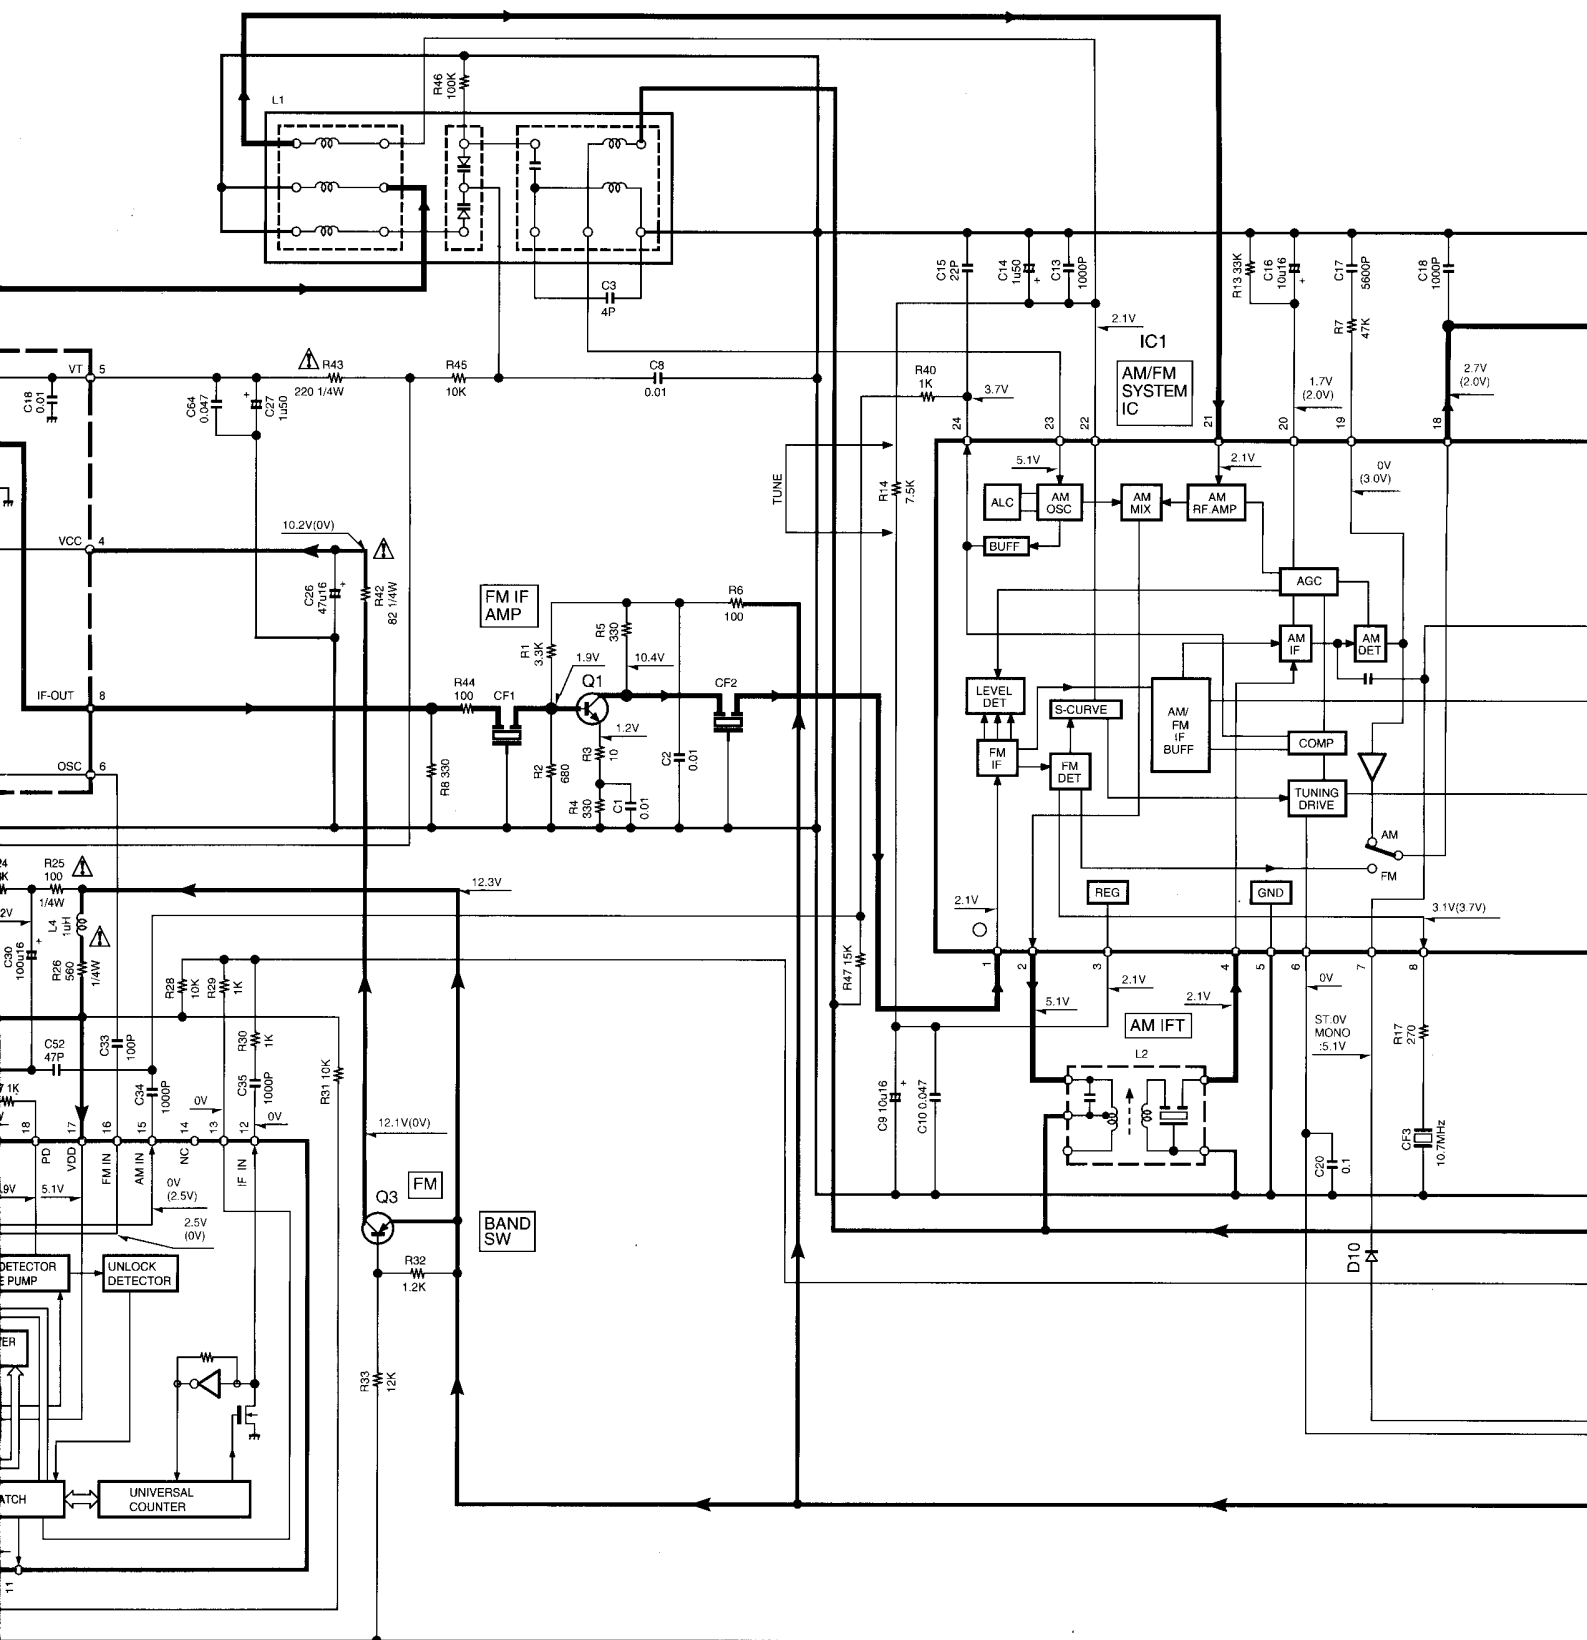 R46
100K
L1
C3
4P
C15
22P
C14
1u50
+
C13
1000P
R13 33K
C16
10u16
+
C17
5600P
C18
1000P
R7
47K
2.1V
IC1
AM/FM
SYSTEM
IC
VT
5
C18
0.01
C64
0.047
+
C27
1u50
R43
220 1/4W
R45
10K
C8
0.01
R40
1K
3.7V
1.7V
(2.0V)
2.7V
(2.0V)
24
23
22
21
20
19
18
TUNE
R14
7.5K
5.1V
2.1V
0V
(3.0V)
ALC
AM
OSC
AM
MIX
AM
RF.AMP
BUFF
10.2V(0V)
VCC
4
C26
47u16
+
R42
82 1/4W
FM IF
AMP
R6
100
R5
330
R1
3.3K
1.9V
10.4V
Q1
AGC
AM
IF
AM
DET
IF-OUT
8
R44
100
CF1
CF2
1.2V
R3
10
R8 330
R2
680
R4
330
C1
0.01
C2
0.01
LEVEL
DET
S-CURVE
AM/
FM
IF
BUFF
FM
IF
FM
DET
COMP
TUNING
DRIVE
OSC
6
AM
FM
R25
100
1/4W
12.3V
L4
1uH
C30
100u16
+
R26
560
1/4W
2.1V
REG
GND
3.1V(3.7V)
R28
10K
R29
1K
R47 15K
1
2
3
4
5
6
7
8
2.1V
5.1V
2.1V
0V
AM IFT
L2
ST:0V
MONO
:5.1V
R17
270
C52
47P
C33
100P
R30
1K
C34
1000P
C35
1000P
R31 10K
0V
0V
C9 10u16
+
C10 0.047
CF3
10.7MHz
C20
0.1
12.1V(0V)
18
17
16
15
14
13
12
PD
VDD
FM IN
AM IN
NC
IF IN
5.1V
0V
(2.5V)
2.5V
(0V)
Q3
FM
BAND
SW
R32
1.2K
D10
DETECTOR
E PUMP
UNLOCK
DETECTOR
R33
12K
UNIVERSAL
COUNTER
11